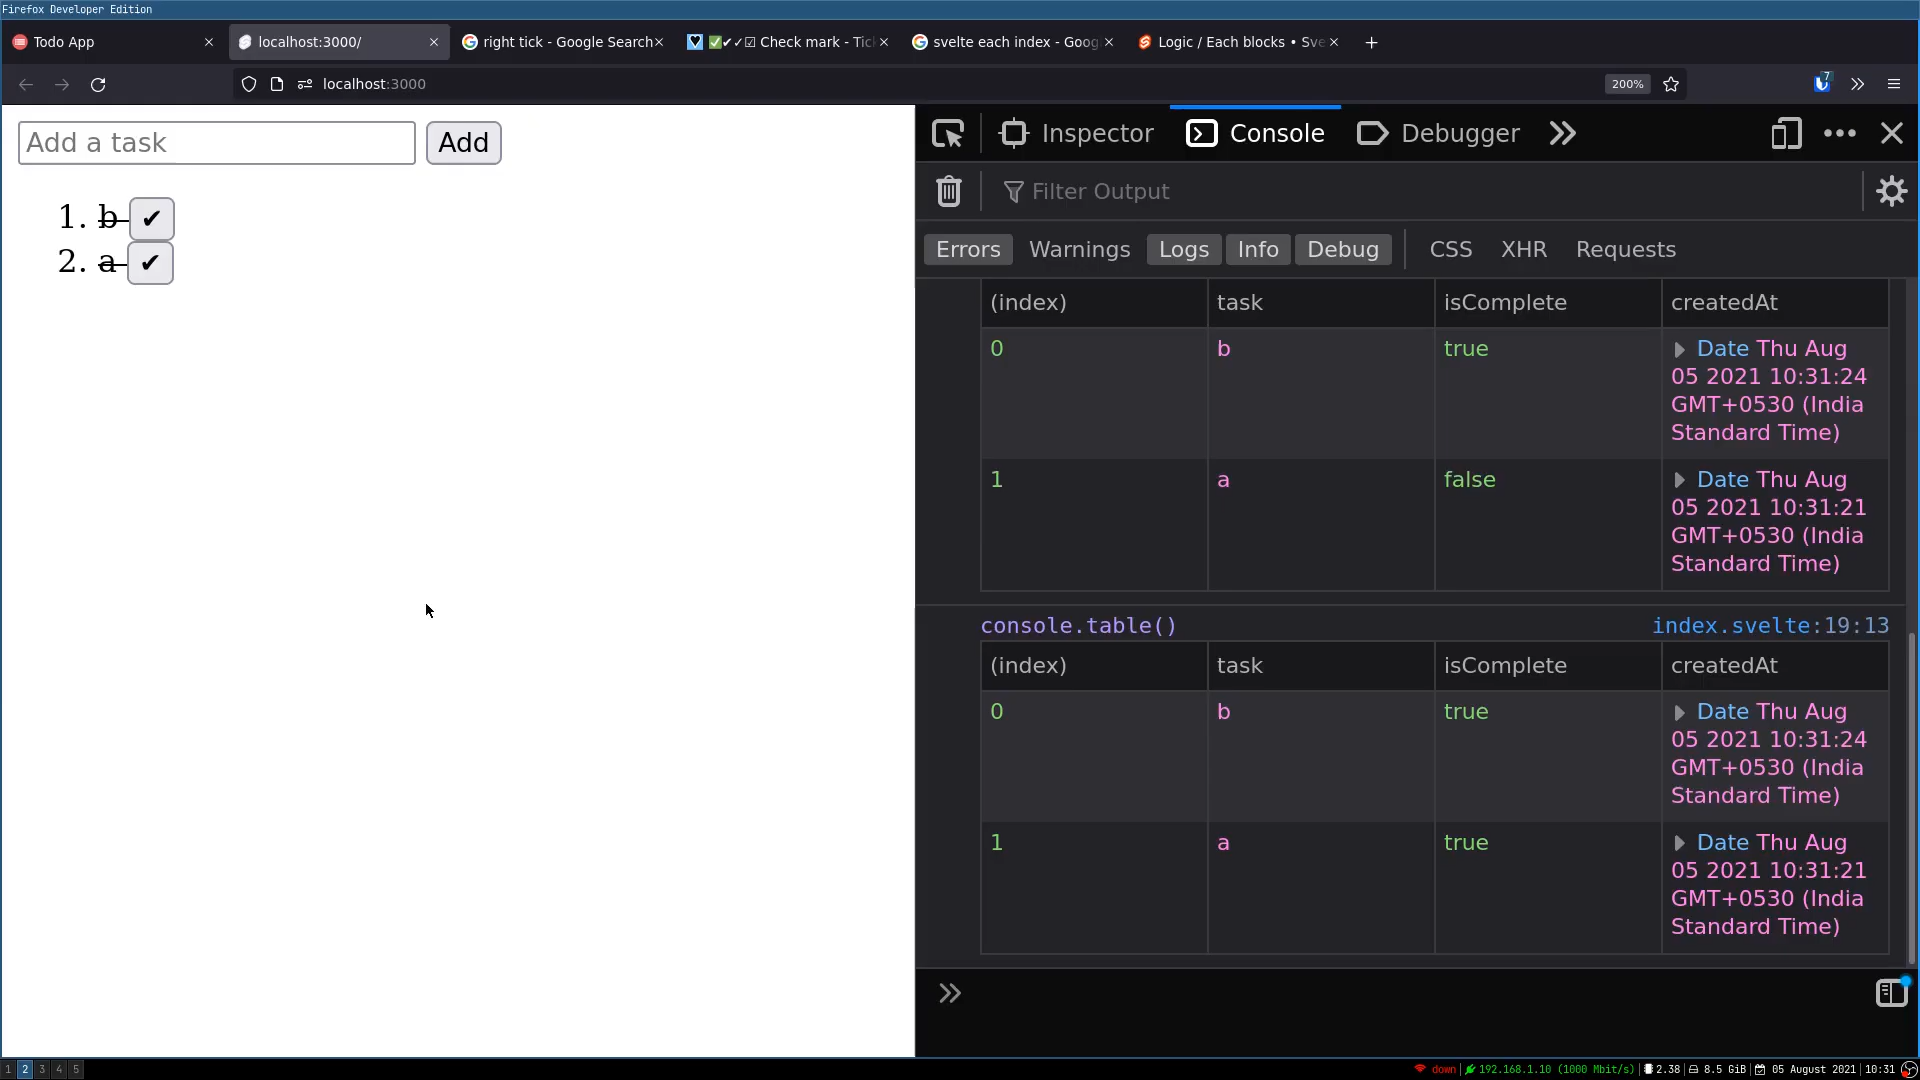 Firefox Developer Edition
Todo App
localhost:3000/
right tick - Google Search
✅✔✓☑ Check mark - Tic
svelte each index - Goog
Logic / Each blocks • Sve
localhost:3000
200%
7
Add a task
Add
1. b ✔
2. a ✔
Inspector
Console
Debugger
Filter Output
Errors
Warnings
Logs
Info
Debug
CSS
XHR
Requests
(index) task isComplete createdAt
0 b true Date Thu Aug
05 2021 10:31:24
GMT+0530 (India
Standard Time)
1 a false Date Thu Aug
05 2021 10:31:21
GMT+0530 (India
Standard Time)
console.table() index.svelte:19:13
(index) task isComplete createdAt
0 b true Date Thu Aug
05 2021 10:31:24
GMT+0530 (India
Standard Time)
1 a true Date Thu Aug
05 2021 10:31:21
GMT+0530 (India
Standard Time)
1 2 3 4 5
down| 192.168.1.10 (1000 Mbit/s)| 2.38| 8.5 GiB| 05 August 2021| 10:31